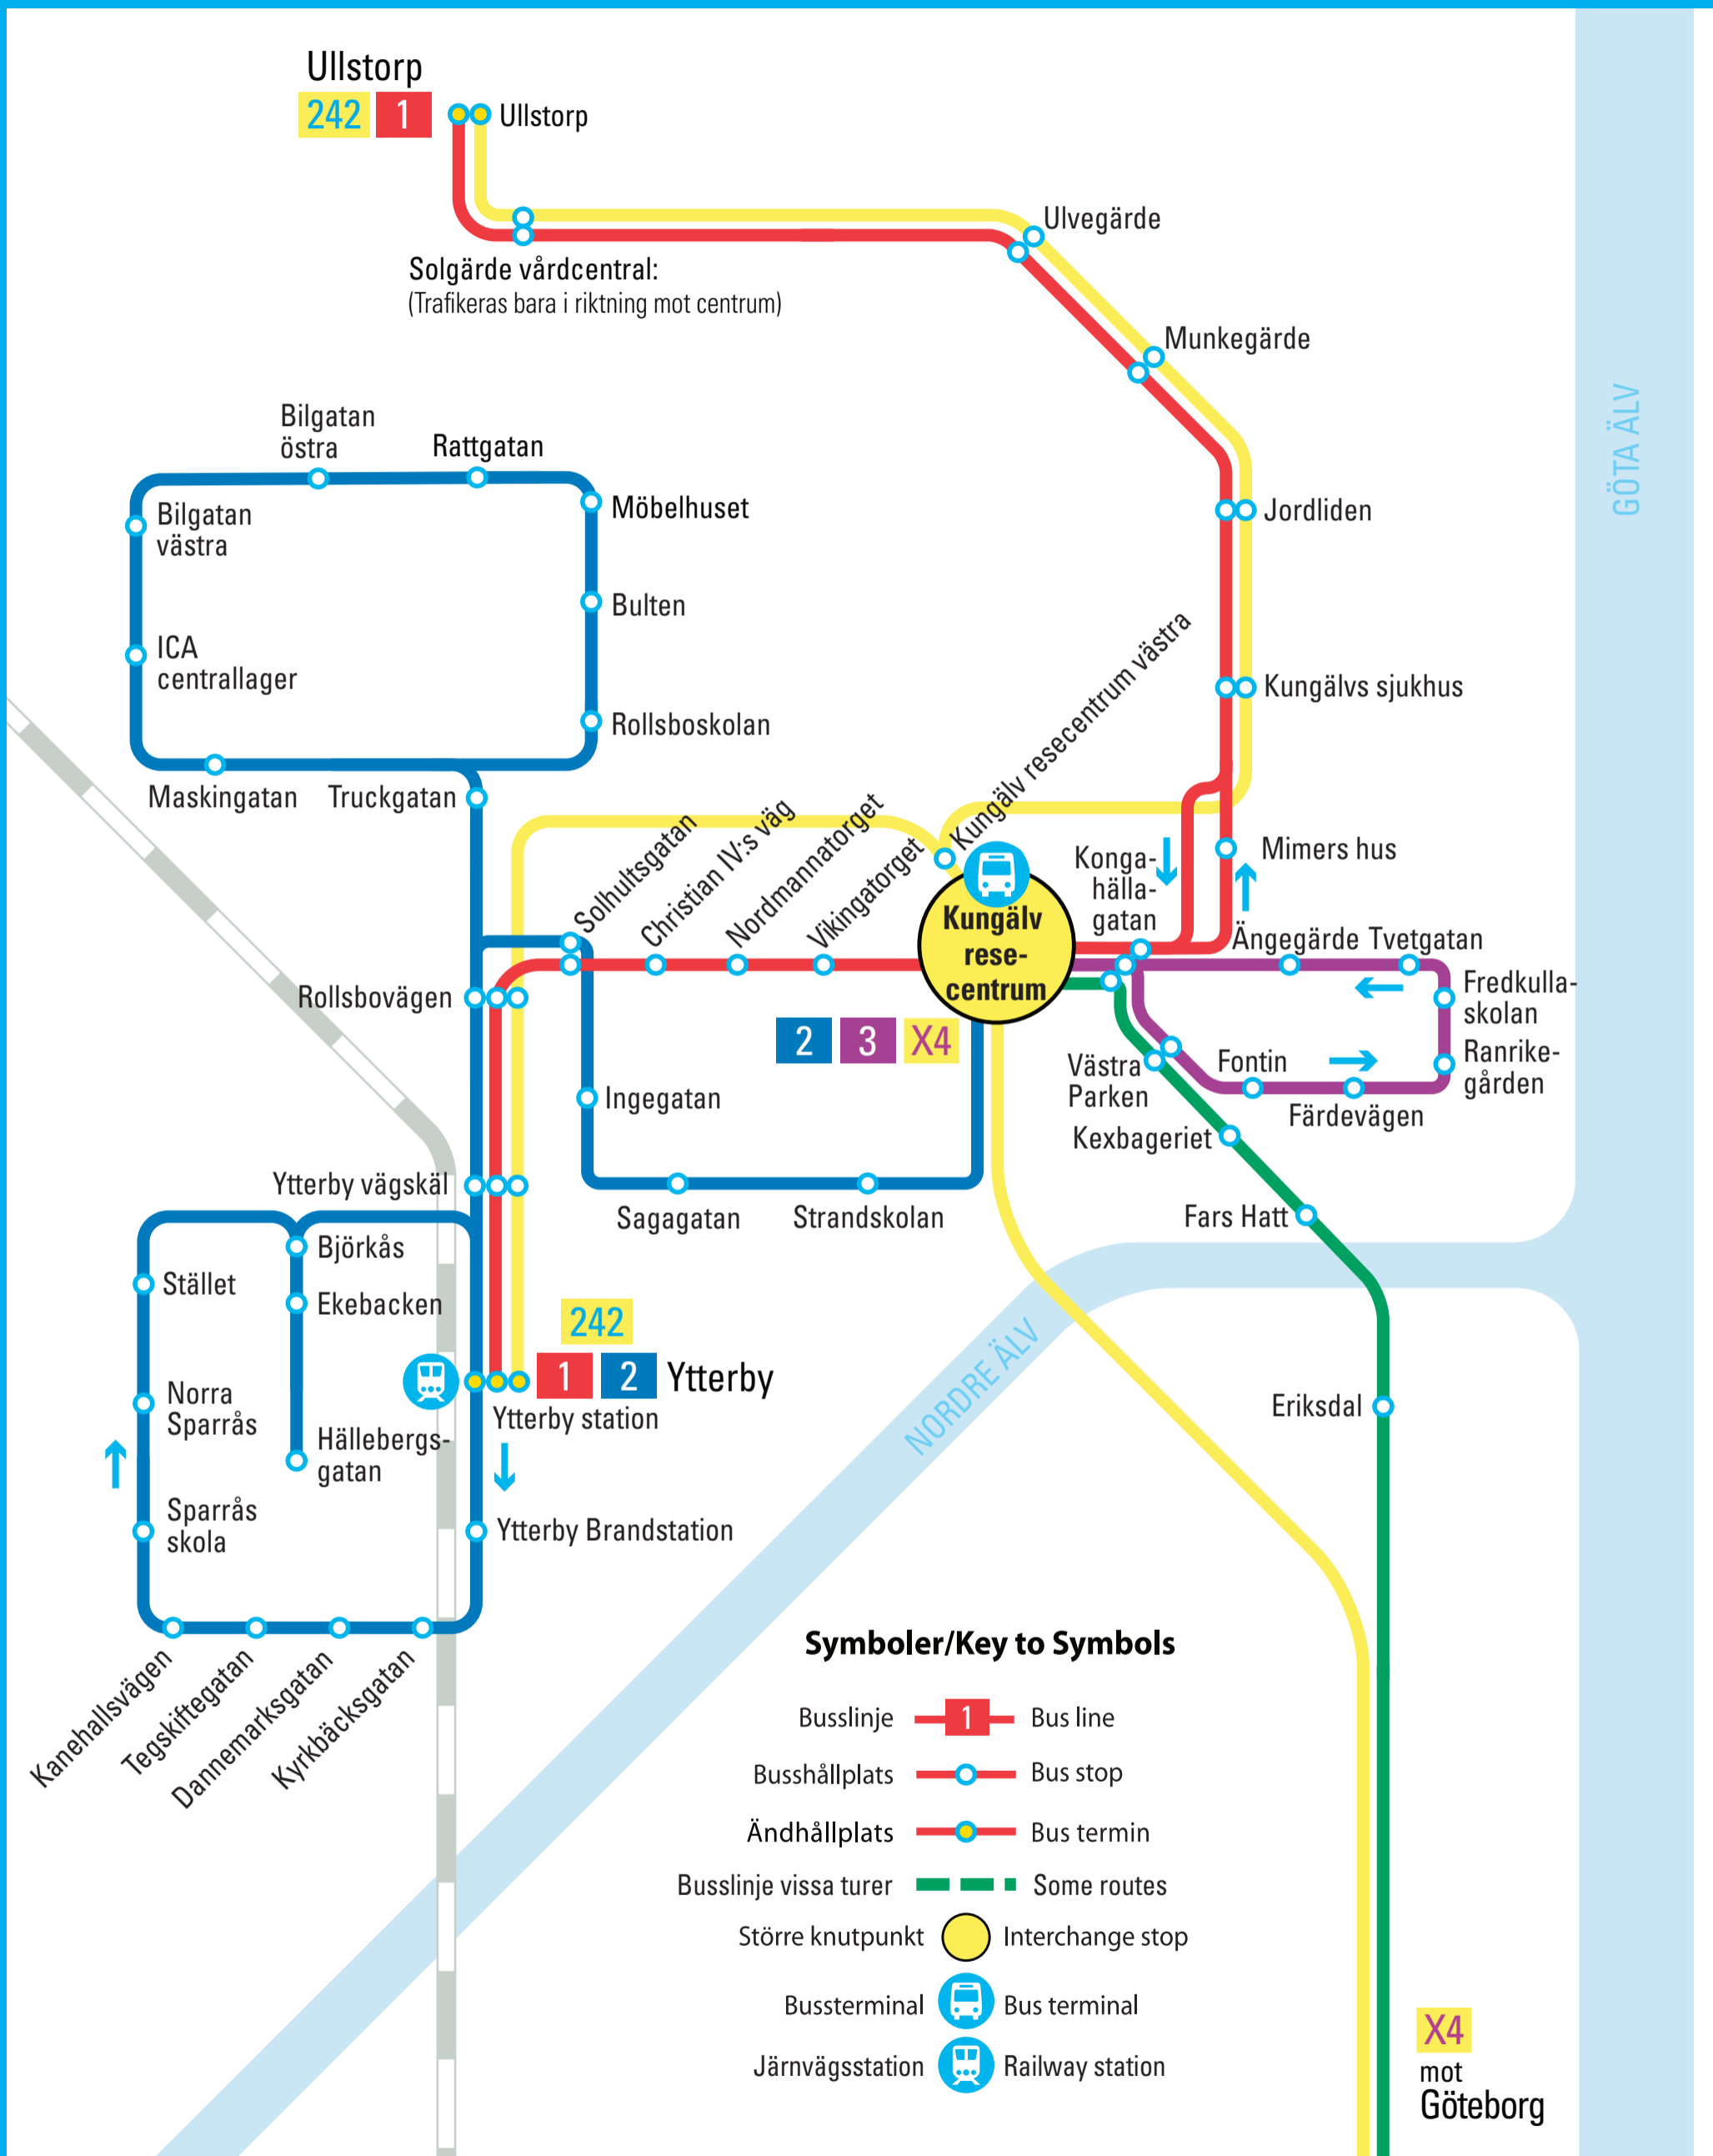 Ullstorp
242 1
Ullstorp
Ulvegärde
Solgärde vårdcentral:
(Trafikeras bara i riktning mot centrum)
Munkegärde
GÖTA ÄLV
Bilgatan
östra
Rattgatan
Bilgatan
västra
Möbelhuset
Jordliden
Bulten
ICA
centrallager
Kungälvs sjukhus
Rollsboskolan
Maskingatan
Truckgatan
Solhultsgatan
Christian IV:s väg
Nordmannatorget
Vikingatorget
Kungälv resecentrum västra
Konga-
hälla-
gatan
Mimers hus
Kungälv
rese-
centrum
Ängegärde
Tvetgatan
Rollsbovägen
Fredkulla-
skolan
2 3 X4
Västra
Parken
Fontin
Ranrike-
gården
Ingegatan
Färdevägen
Kexbageriet
Ytterby vägskäl
Sagagatan
Strandskolan
Fars Hatt
Björkås
Stället
Ekebacken
242
1 2 Ytterby
Ytterby station
NORDRE ÄLV
Norra
Sparrås
Eriksdal
Hällebergs-
gatan
Sparrås
skola
Ytterby Brandstation
Kanehallsvägen
Tegskiftegatan
Dannemarksgatan
Kyrkbäcksgatan
Symboler/Key to Symbols
Busslinje 1 Bus line
Busshållplats Bus stop
Ändhållplats Bus termin
Busslinje vissa turer Some routes
Större knutpunkt Interchange stop
Bussterminal Bus terminal
Järnvägsstation Railway station
X4
mot
Göteborg